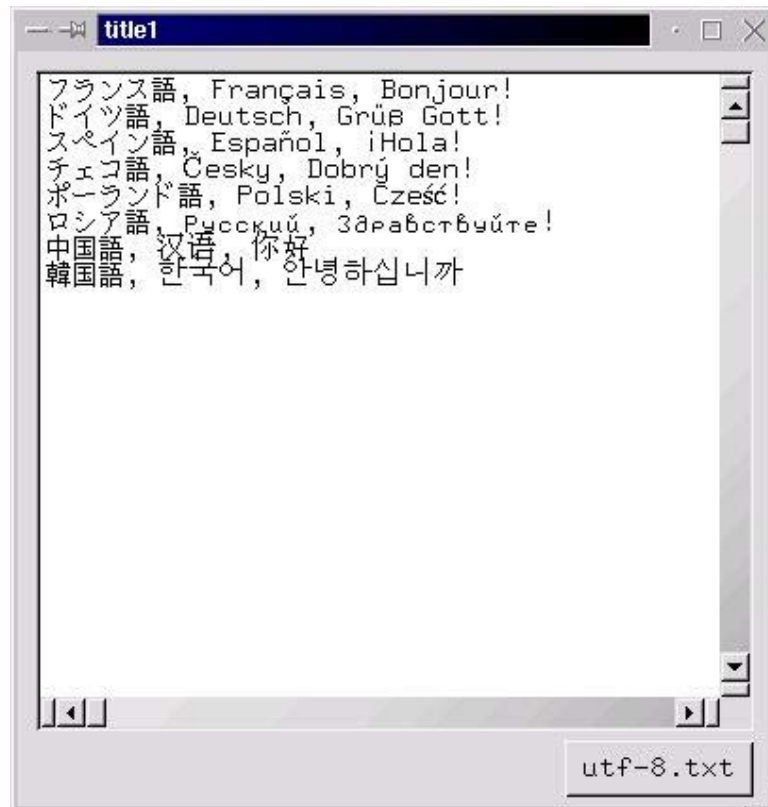 title1
フランス語, Français, Bonjour!
ドイツ語, Deutsch, Grüß Gott!
スペイン語, Español, ¡Hola!
チェコ語, Česky, Dobrý den!
ポーランド語, Polski, Cześć!
ロシア語, Русский, Здравствуйте!
中国語, 汉语, 你好
韓国語, 한국어, 안녕하십니까
utf-8.txt